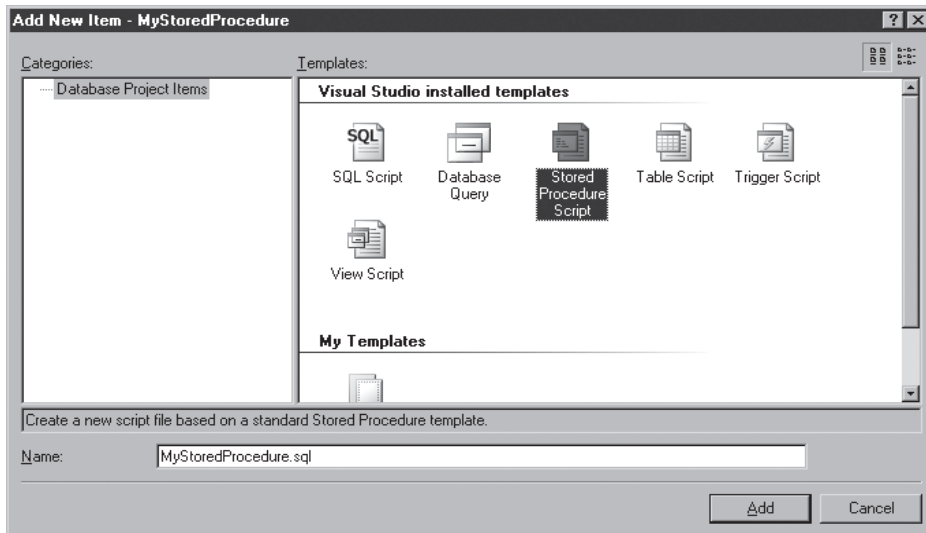 Add New Item - MyStoredProcedure
Categories:
Templates:
Database Project Items
Visual Studio installed templates
SQL
SQL Script
Database
Query
Stored
Procedure
Script
Table Script
Trigger Script
View Script
My Templates
Create a new script file based on a standard Stored Procedure template.
Name:
MyStoredProcedure.sql
Add
Cancel